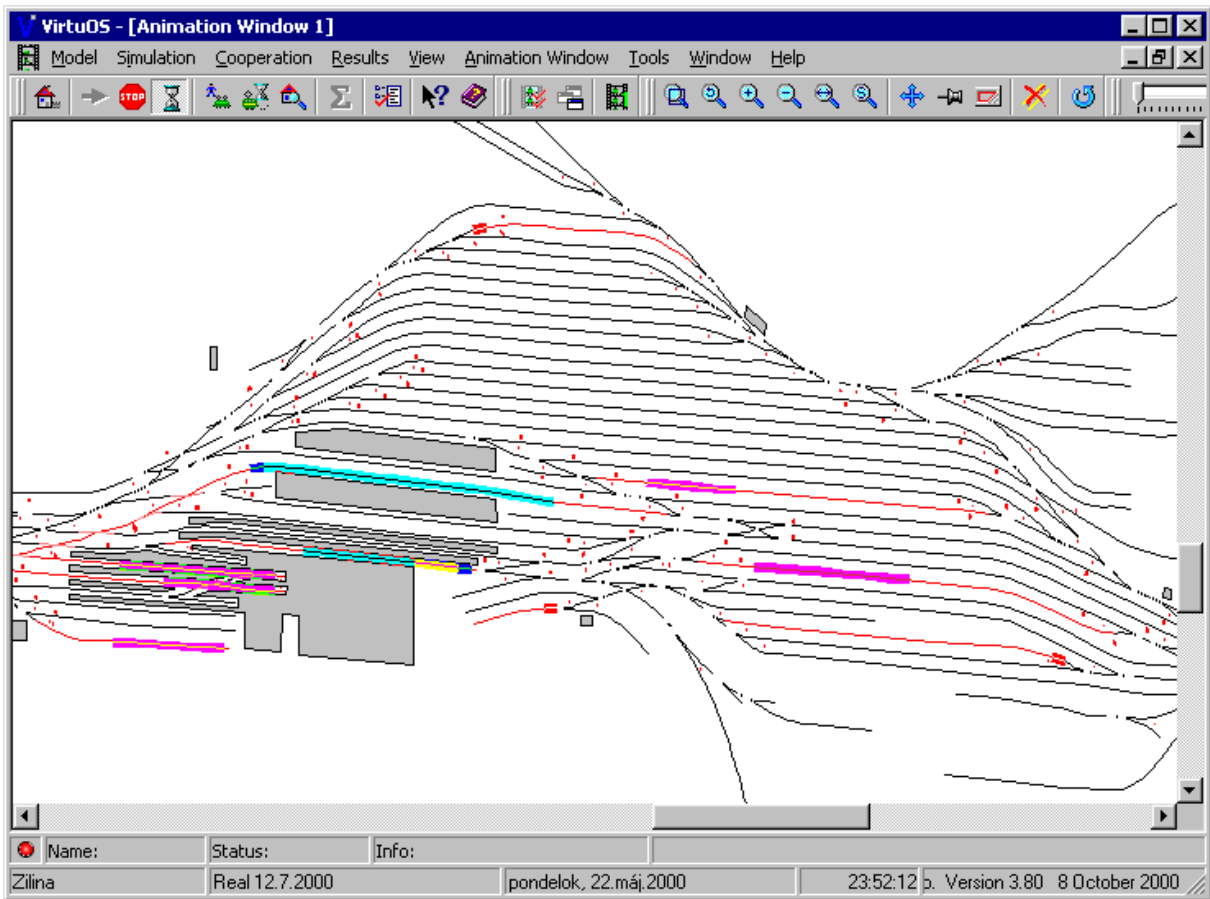 VirtuOS - [Animation Window 1]
Model Simulation Cooperation Results View Animation Window Tools Window Help
STOP
Name: Status: Info:
Zilina Real 12.7.2000 pondelok, 22.máj.2000 23:52:12 Version 3.80 8 October 2000